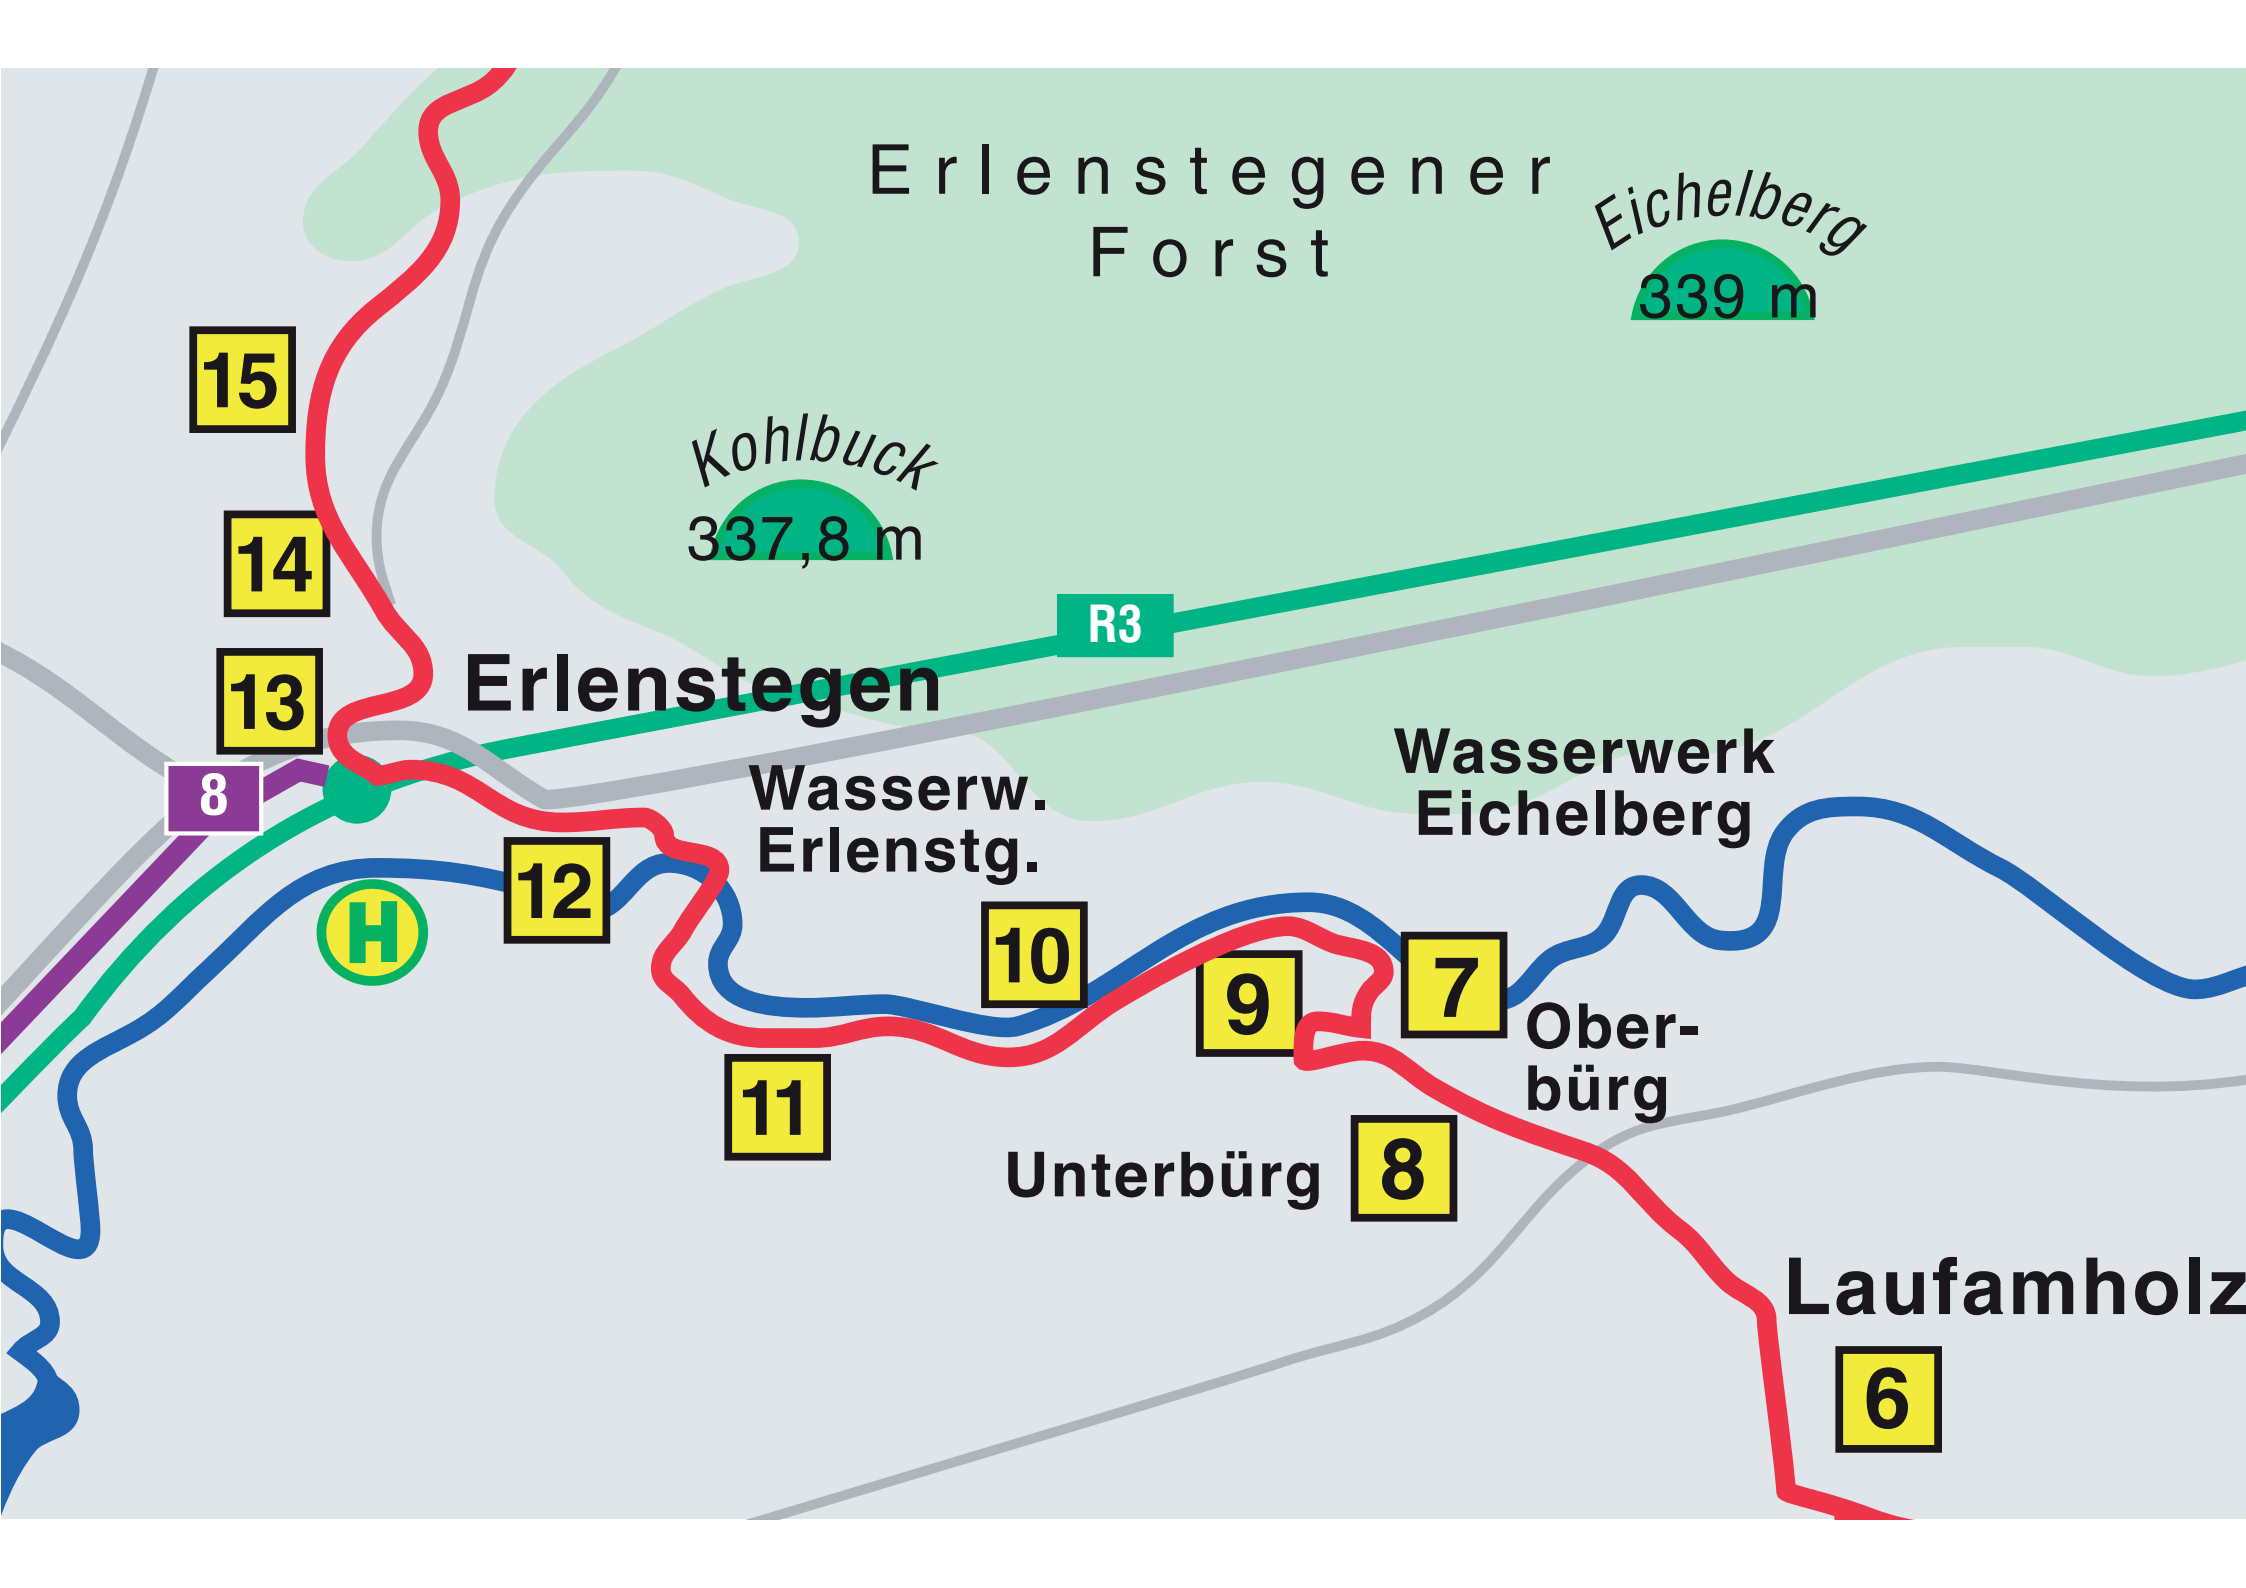 Erlenstegener
Forst
Eichelberg
339 m
15
Kohlbuck
337,8 m
14
R3
13
Erlenstegen
8
Wasserw.
Erlenstg.
Wasserwerk
Eichelberg
12
H
10
9
7
Ober-
bürg
11
Unterbürg
8
Laufamholz
6